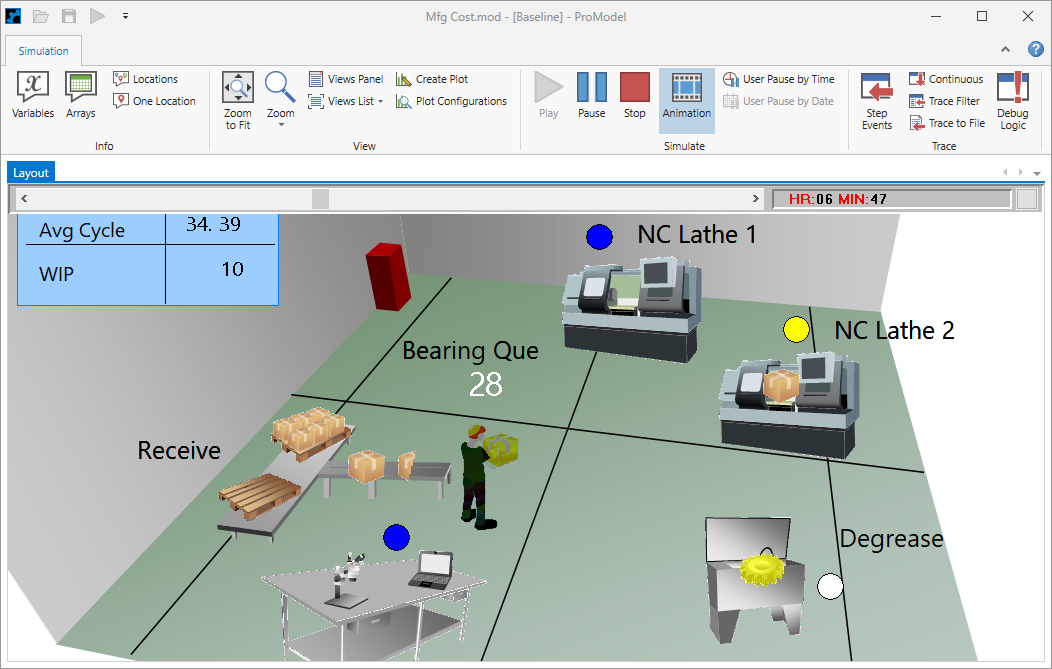 Mfg Cost.mod - [Baseline] - ProModel
Simulation
Variables
Arrays
Locations
One Location
Info
Zoom to Fit
Zoom
Views Panel
Views List
Create Plot
Plot Configurations
View
Play
Pause
Stop
Animation
User Pause by Time
User Pause by Date
Simulate
Step Events
Continuous
Trace Filter
Trace to File
Debug Logic
Trace
Layout
HR:06 MIN:47
Avg Cycle 34. 39
WIP 10
NC Lathe 1
NC Lathe 2
Bearing Que
28
Receive
Degrease